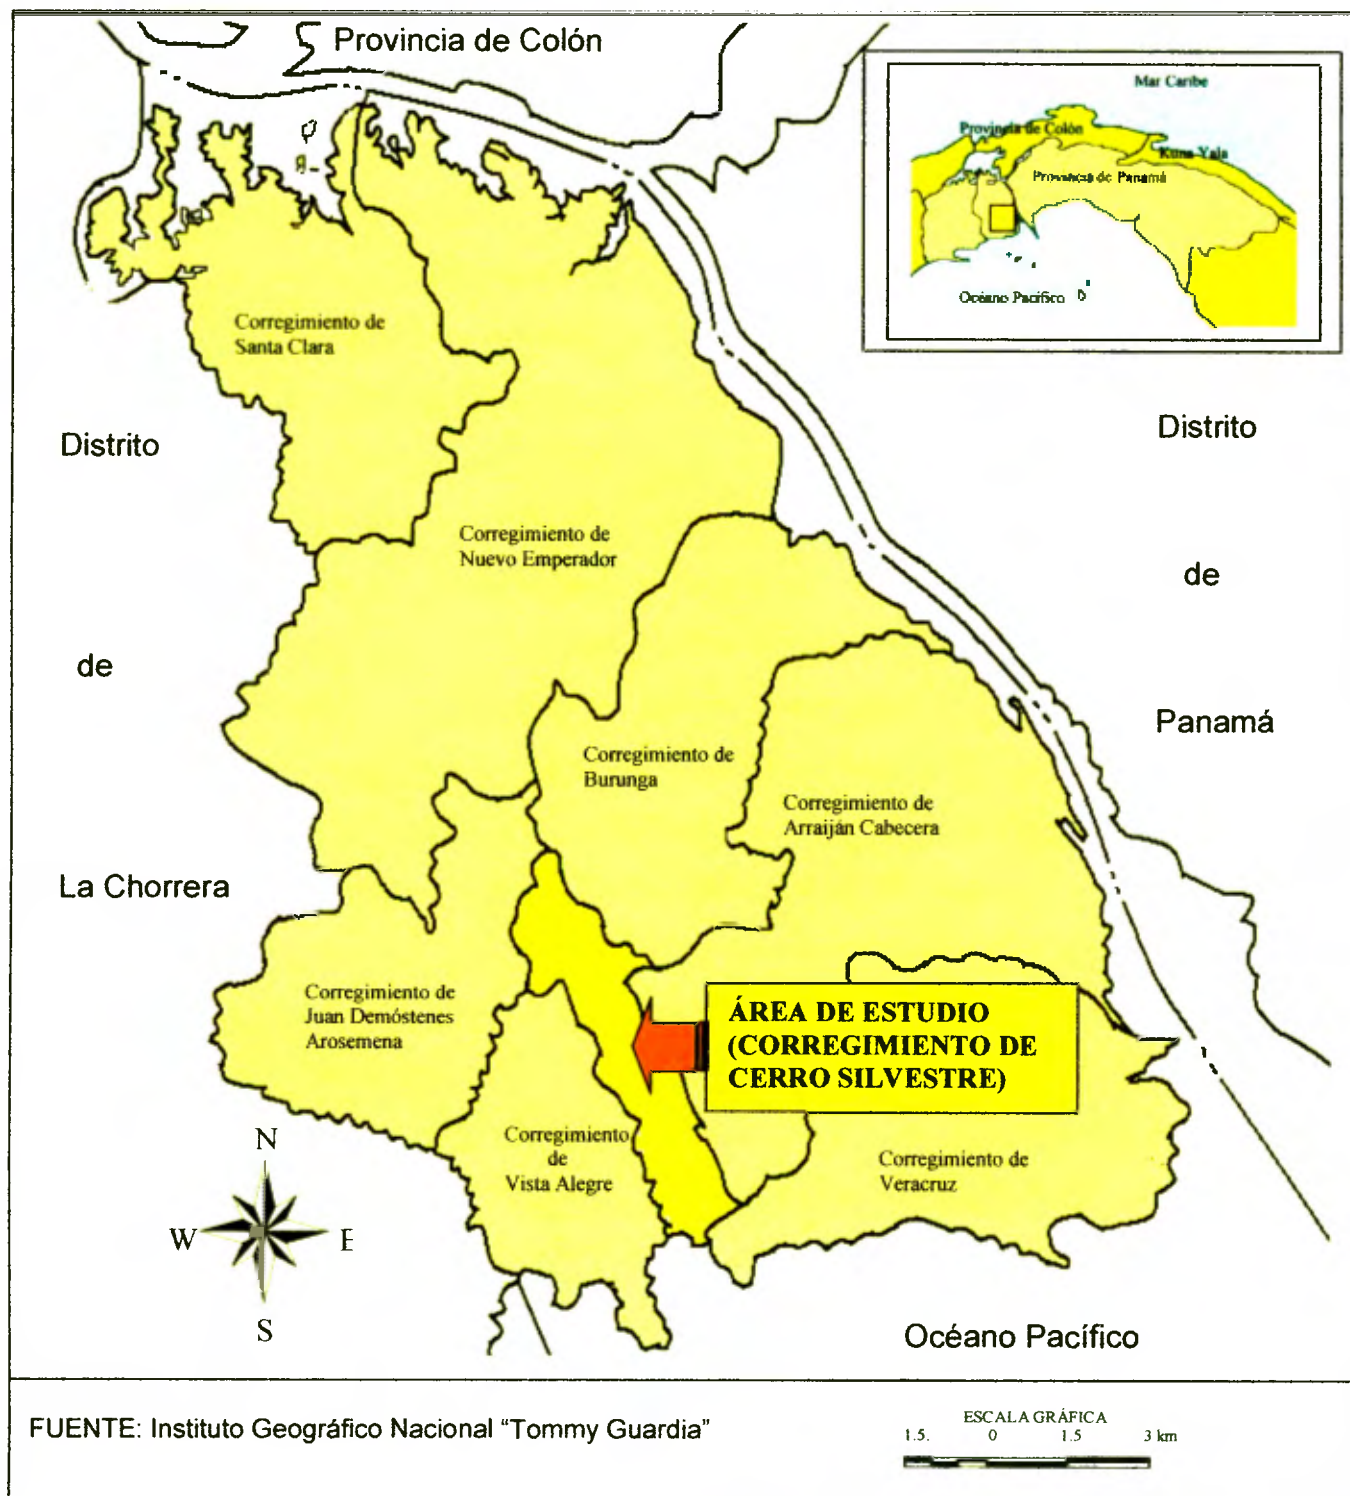 Provincia de Colón
Mar Caribe
Provincia de Colón
Kuna Yala
Provincia de Panamá
Océano Pacífico
Corregimiento de
Santa Clara
Distrito
de
La Chorrera
Distrito
de
Panamá
Corregimiento de
Nuevo Emperador
Corregimiento de
Burunga
Corregimiento de
Arraiján Cabecera
Corregimiento de
Juan Demóstenes
Arosemena
ÁREA DE ESTUDIO
(CORREGIMIENTO DE
CERRO SILVESTRE)
Corregimiento
de
Vista Alegre
Corregimiento de
Veracruz
N
W
E
S
Océano Pacífico
FUENTE: Instituto Geográfico Nacional “Tommy Guardia”
ESCALA GRÁFICA
1.5. 0 1.5 3 km